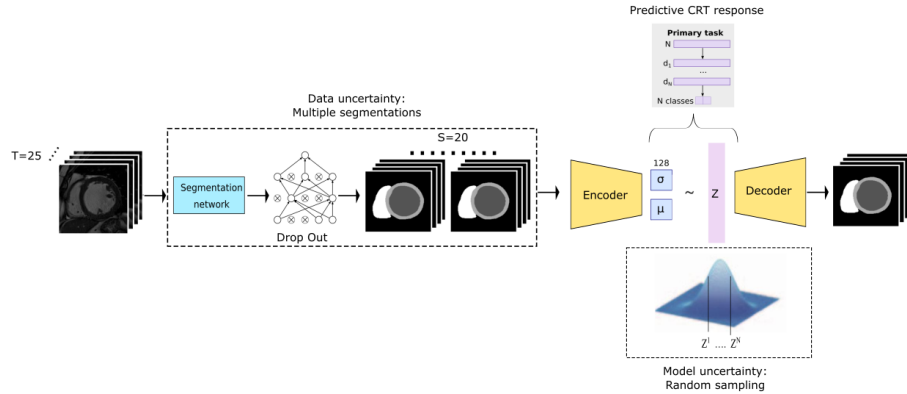 Predictive CRT response
Primary task
N
d1
...
dN
N classes
Data uncertainty:
Multiple segmentations
T=25
S=20
Segmentation
network
Drop Out
Encoder
128
σ
μ
~
Z
Decoder
Z1 .... ZN
Model uncertainty:
Random sampling